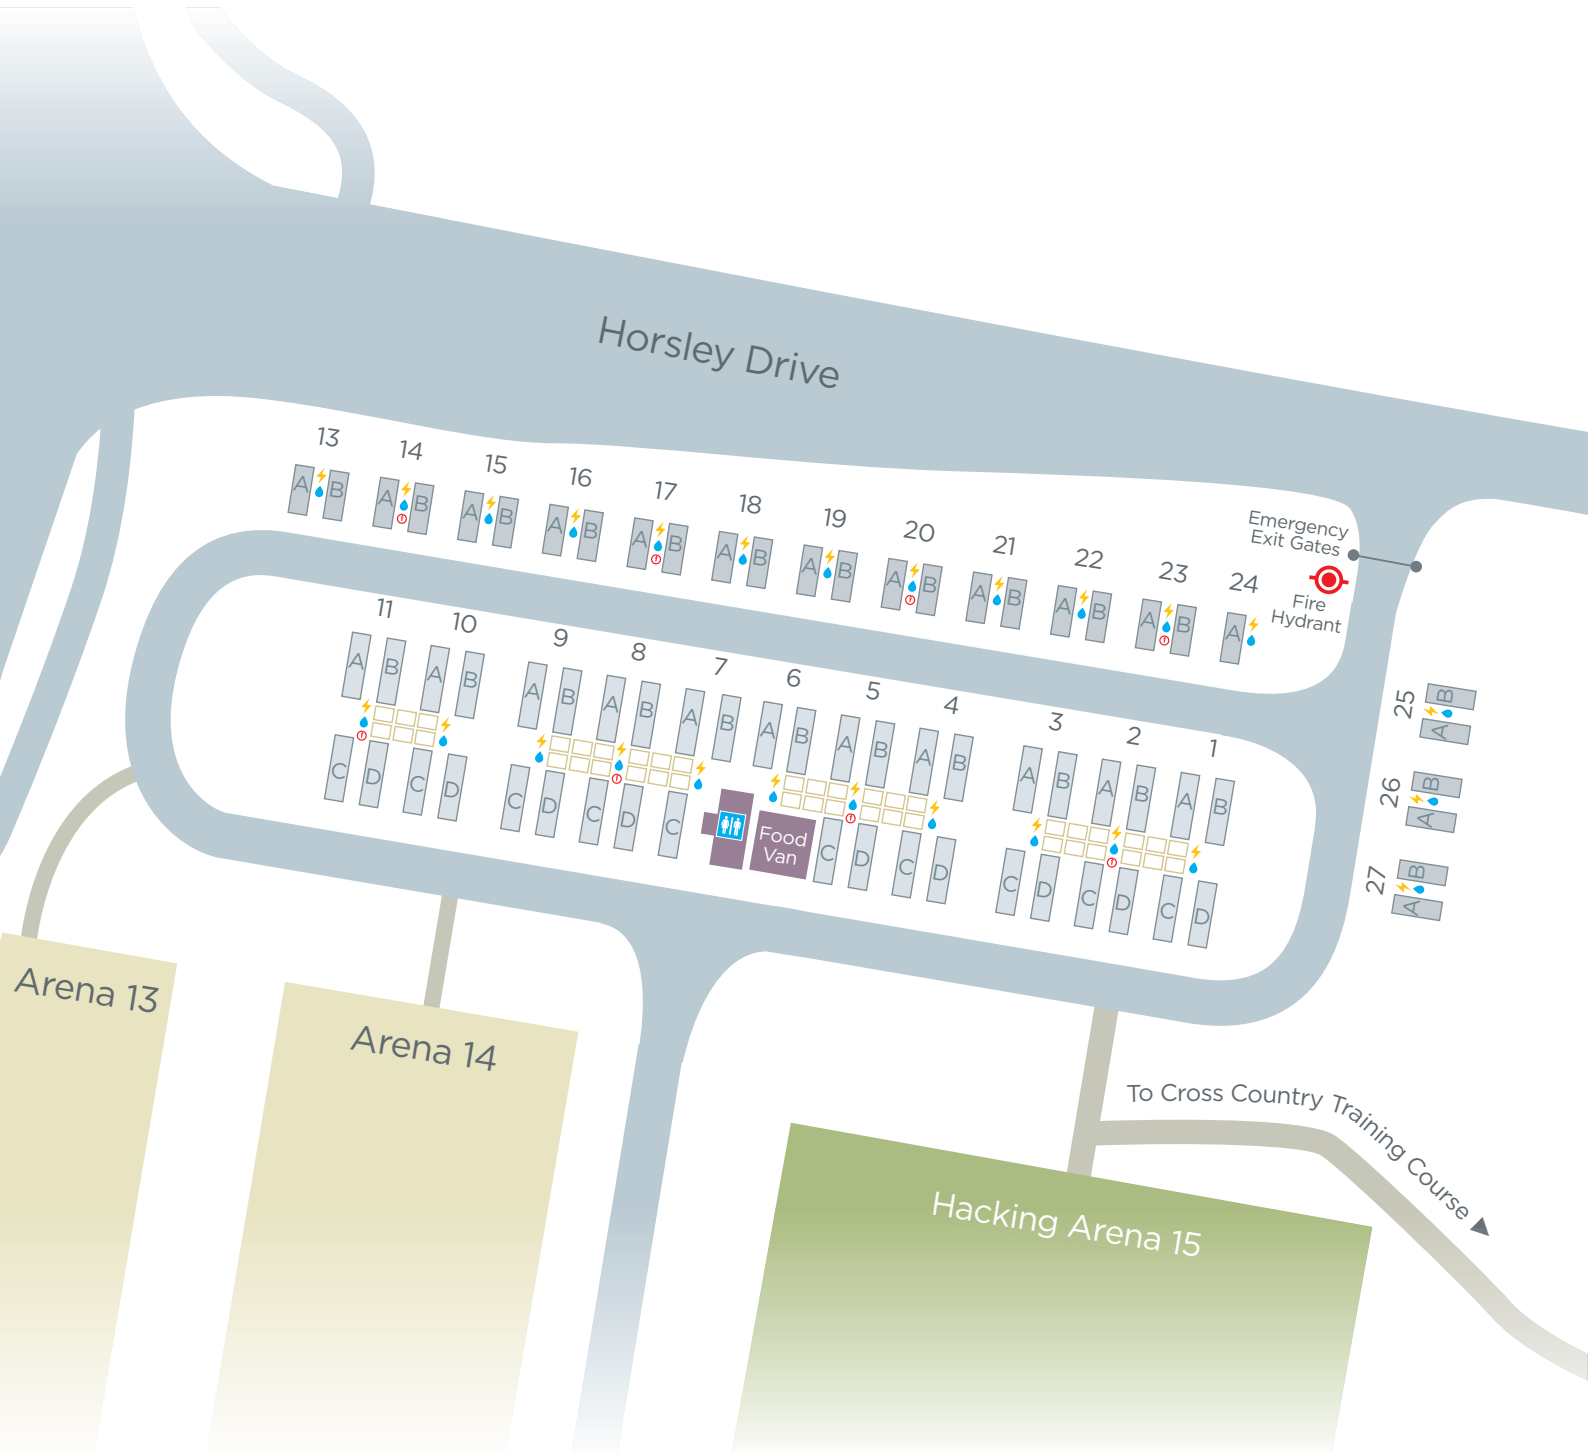 Horsley Drive
13
14
15
16
17
18
19
20
21
22
23
24
A B
A B
A B
A B
A B
A B
A B
A B
A B
A B
A B
A
Emergency
Exit Gates
Fire
Hydrant
25
B
A
26
B
A
27
B
A
11
10
9
8
7
6
5
4
3
2
1
A B
A B
A B
A B
A B
A B
A B
A B
A B
A B
A B
C D
C D
C D
C D
C
Food
Van
C D
C D
C D
C D
C D
Arena 13
Arena 14
Hacking Arena 15
To Cross Country Training Course